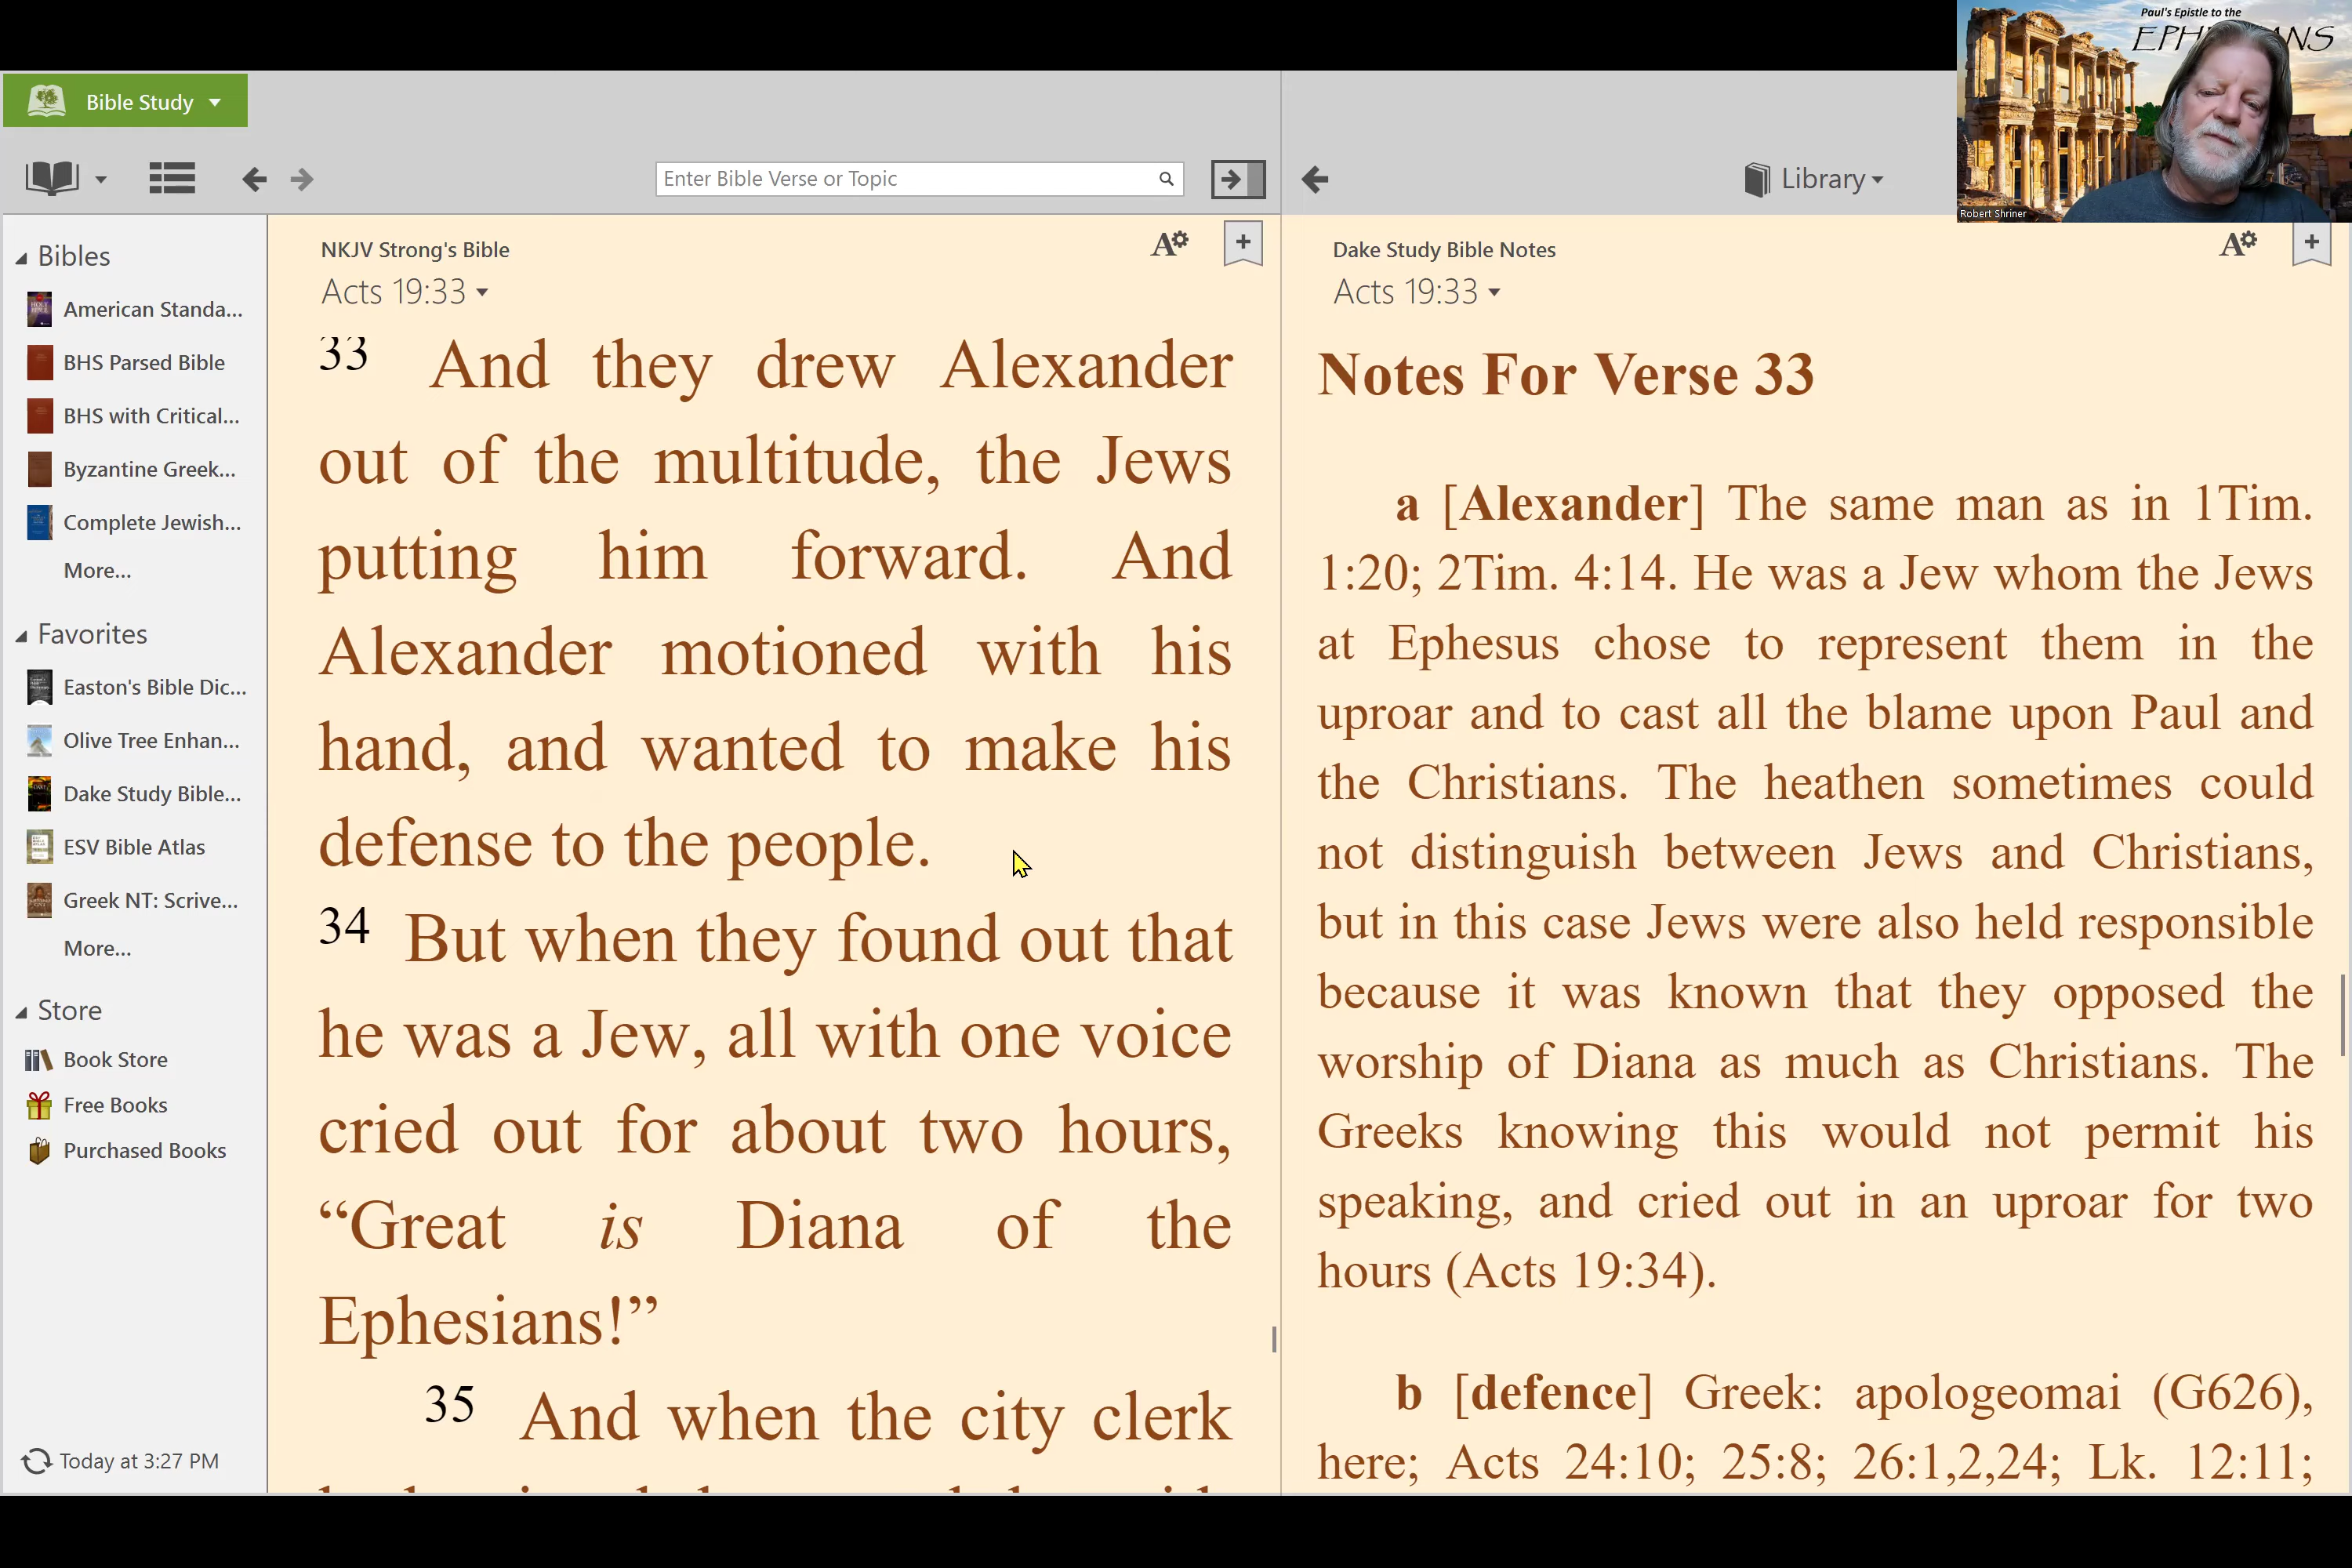 Paul's Epistle to the
Robert Shriner
Bible Study
Enter Bible Verse or Topic
Library
Bibles
American Standa...
BHS Parsed Bible
BHS with Critical...
Byzantine Greek...
Complete Jewish...
More...
Favorites
Easton's Bible Dic...
Olive Tree Enhan...
Dake Study Bible...
ESV Bible Atlas
Greek NT: Scrive...
More...
Store
Book Store
Free Books
Purchased Books
Today at 3:27 PM
NKJV Strong's Bible
Acts 19:33
33 And they drew Alexander
out of the multitude, the Jews
putting him forward. And
Alexander motioned with his
hand, and wanted to make his
defense to the people.
34 But when they found out that
he was a Jew, all with one voice
cried out for about two hours,
“Great is Diana of the
Ephesians!”
35 And when the city clerk
Dake Study Bible Notes
Acts 19:33
Notes For Verse 33
a [Alexander] The same man as in 1Tim.
1:20; 2Tim. 4:14. He was a Jew whom the Jews
at Ephesus chose to represent them in the
uproar and to cast all the blame upon Paul and
the Christians. The heathen sometimes could
not distinguish between Jews and Christians,
but in this case Jews were also held responsible
because it was known that they opposed the
worship of Diana as much as Christians. The
Greeks knowing this would not permit his
speaking, and cried out in an uproar for two
hours (Acts 19:34).
b [defence] Greek: apologeomai (G626),
here; Acts 24:10; 25:8; 26:1,2,24; Lk. 12:11;